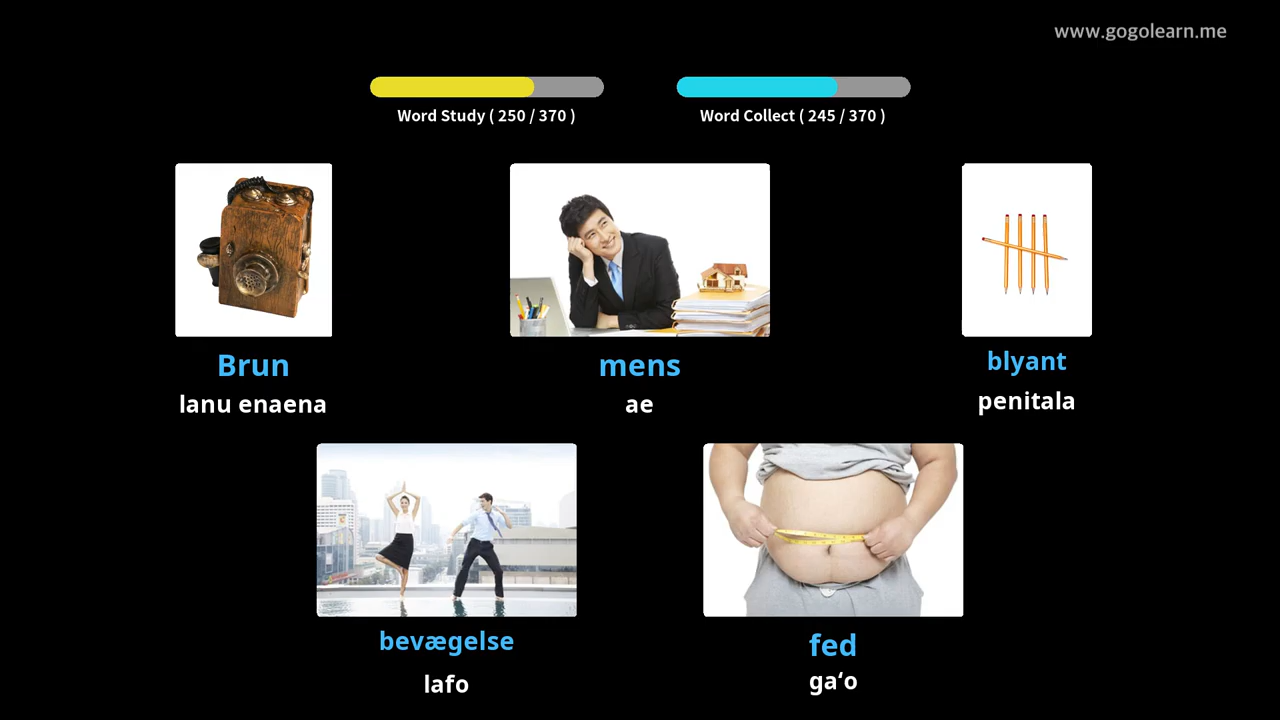 www.gogolearn.me
Word Study ( 250 / 370 )
Word Collect ( 245 / 370 )
Brun
lanu enaena
mens
ae
blyant
penitala
bevægelse
lafo
fed
gaʻo